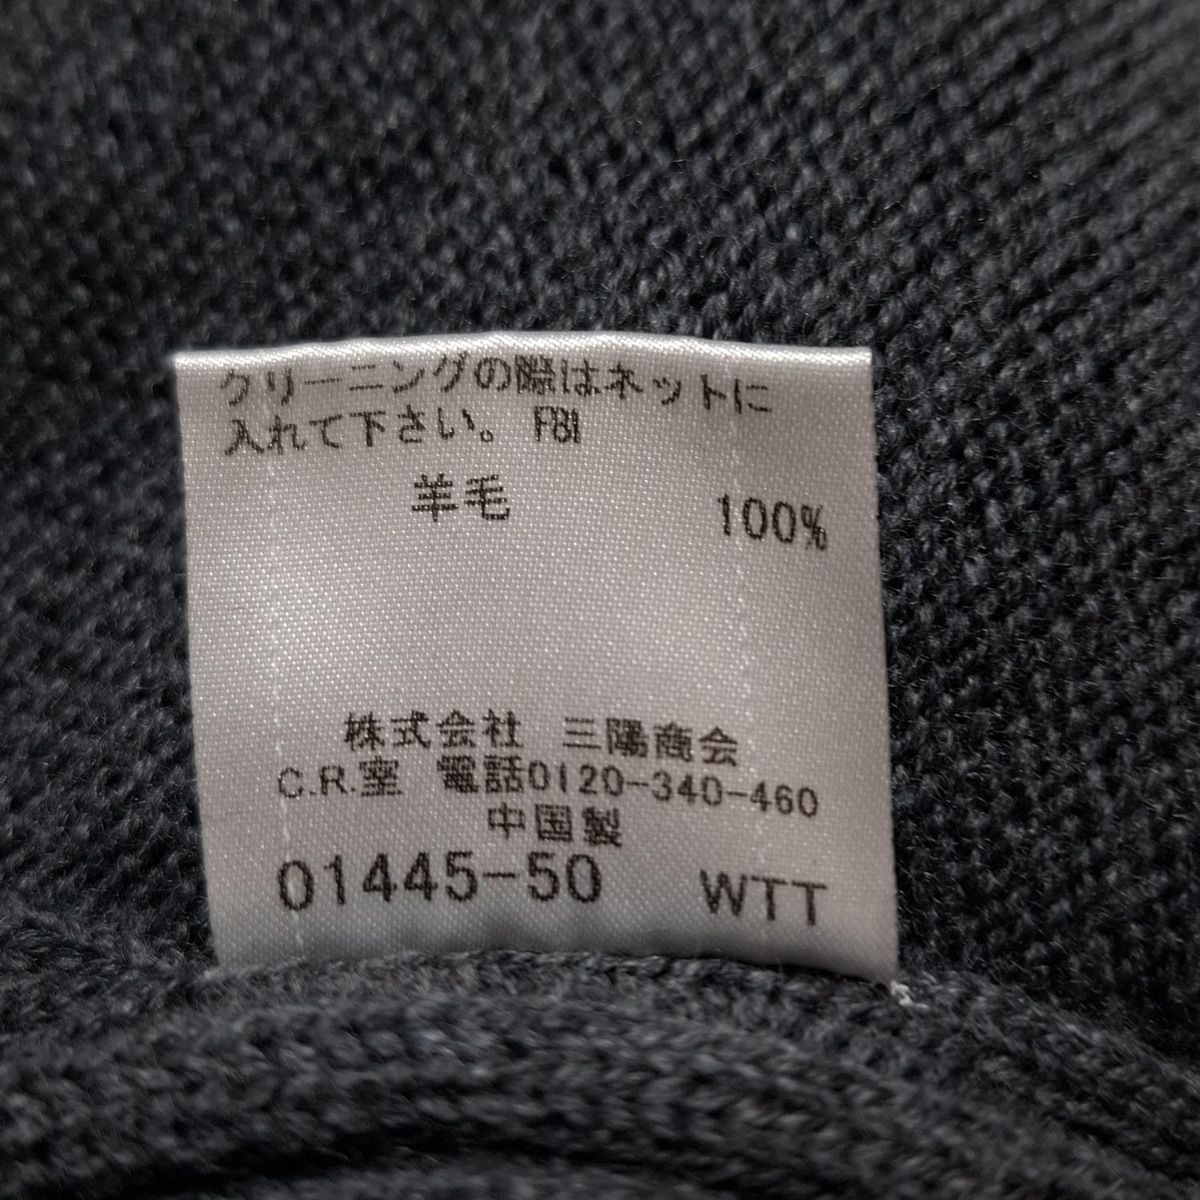 クリーニングの際はネットに
入れて下さい。 FBI
羊毛 100%
株式会社 三陽商会
C.R.室 電話0120-340-460
中国製
01445-50 WTT